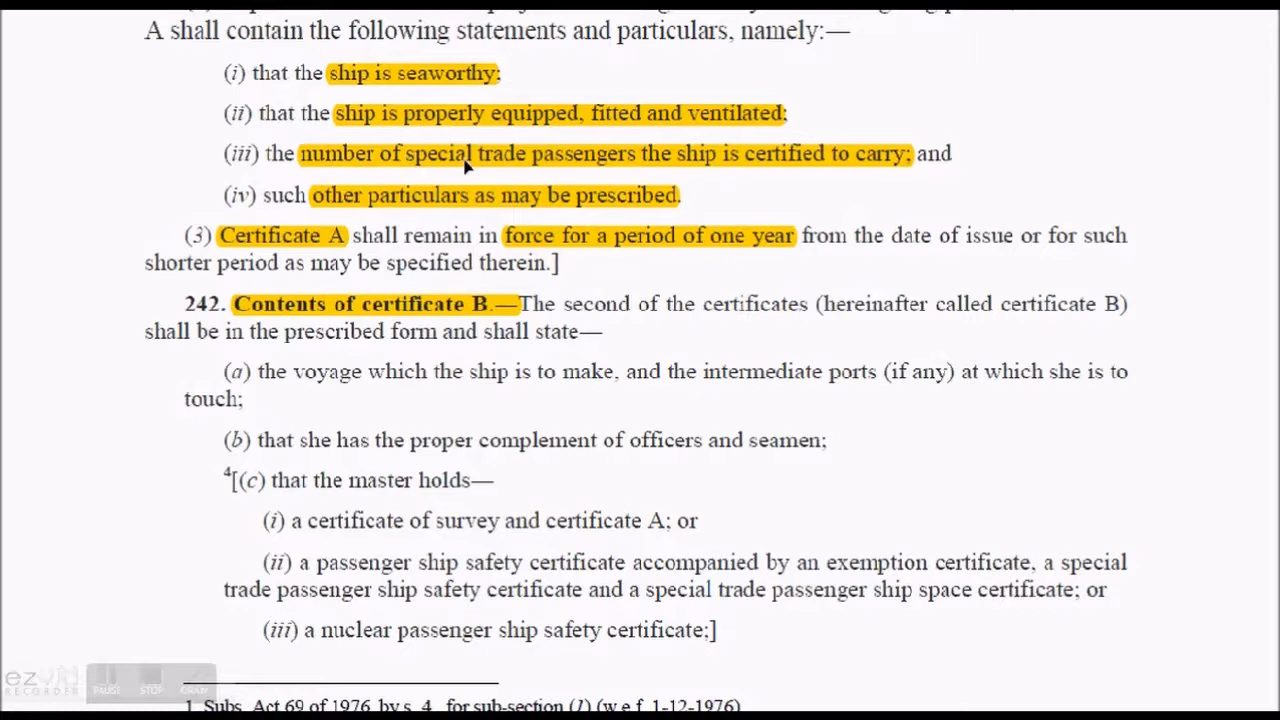 A shall contain the following statements and particulars, namely:—
(i) that the ship is seaworthy;
(ii) that the ship is properly equipped, fitted and ventilated;
(iii) the number of special trade passengers the ship is certified to carry; and
(iv) such other particulars as may be prescribed.
(3) Certificate A shall remain in force for a period of one year from the date of issue or for such
shorter period as may be specified therein.]
242. Contents of certificate B.—The second of the certificates (hereinafter called certificate B)
shall be in the prescribed form and shall state—
(a) the voyage which the ship is to make, and the intermediate ports (if any) at which she is to
touch;
(b) that she has the proper complement of officers and seamen;
4[(c) that the master holds—
(i) a certificate of survey and certificate A; or
(ii) a passenger ship safety certificate accompanied by an exemption certificate, a special
trade passenger ship safety certificate and a special trade passenger ship space certificate; or
(iii) a nuclear passenger ship safety certificate;]
ezvid
RECORDER
PAUSE STOP DRAW
1. Subs. Act 69 of 1976, by s. 4, for sub-section (1) (w.e.f. 1-12-1976)